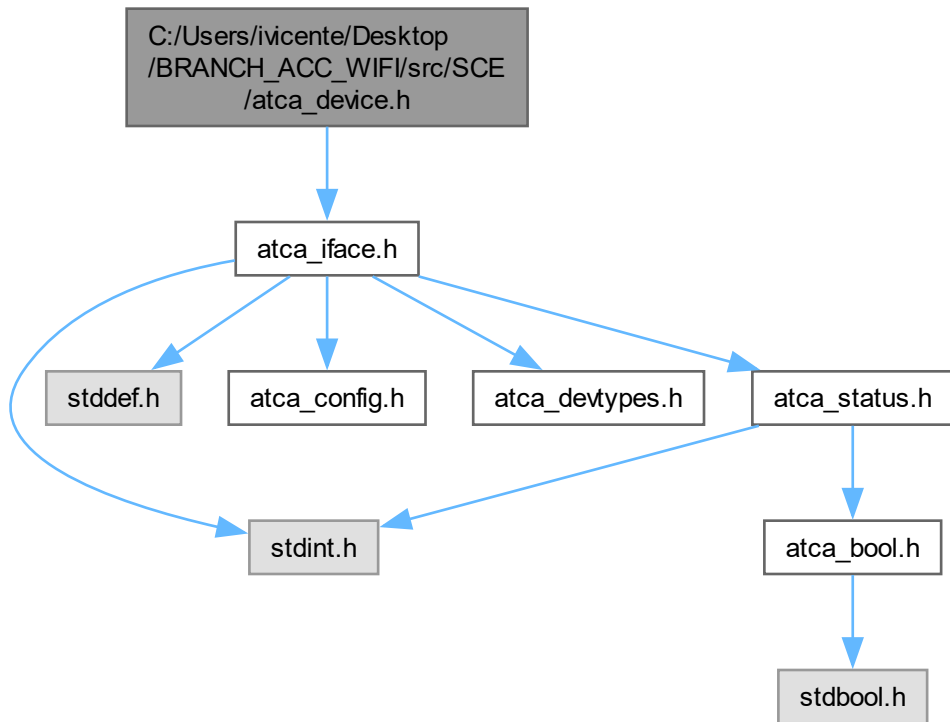 C:/Users/ivicente/Desktop
/BRANCH_ACC_WIFI/src/SCE
/atca_device.h
atca_iface.h
stddef.h
atca_config.h
atca_devtypes.h
atca_status.h
stdint.h
atca_bool.h
stdbool.h